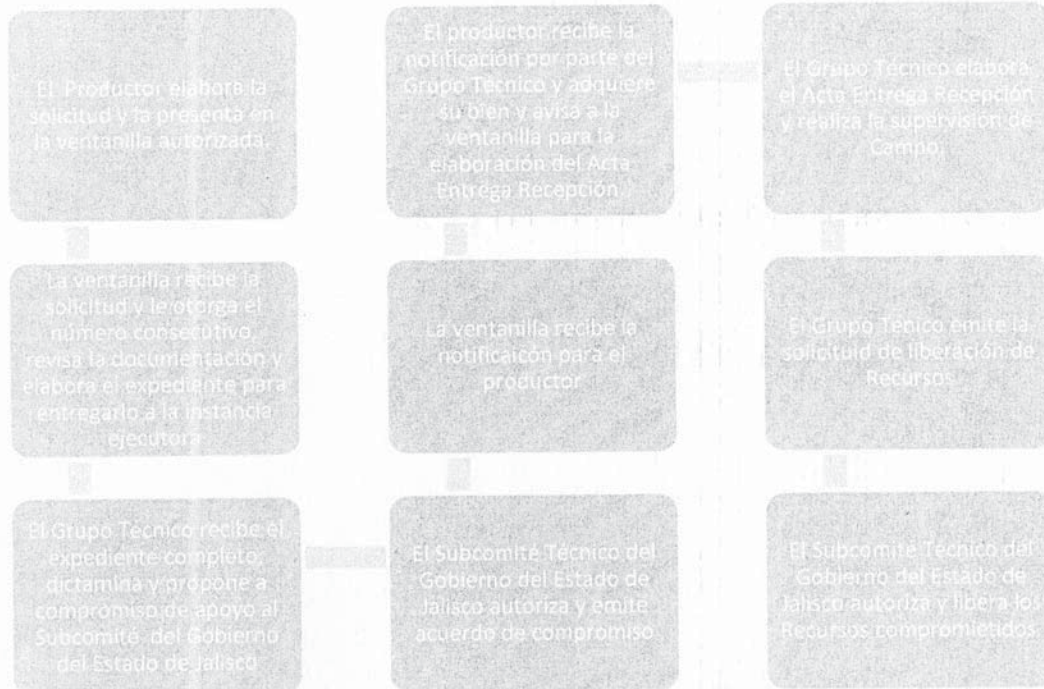 El Productor elabora la
solicitud y la presenta en
la ventanilla autorizada.
La ventanilla recibe la
solicitud y le otorga el
número consecutivo,
revisa la documentación y
elabora el expediente para
entregarlo a la instancia
ejecutora
El Grupo Técnico recibe el
expediente completo,
dictamina y propone a
compromiso de apoyo al
Subcomité del Gobierno
del Estado de Jalisco
El Subcomité Técnico del
Gobierno del Estado de
Jalisco autoriza y emite
acuerdo de compromiso
La ventanilla recibe la
notificaicón para el
productor
El productor recibe la
notificación por parte del
Grupo Técnico y adquiere
su bien y avisa a la
ventanilla para la
elaboración del Acta
Entrega Recepción
El Grupo Técnico elabora
el Acta Entrega Recepción
y realiza la supervisión de
Campo.
El Grupo Ténico emite la
solicituid de liberación de
Recursos
El Subcomite Técnico del
Gobierno del Estado de
Jalisco autoriza y libera los
Recursos comprometidos